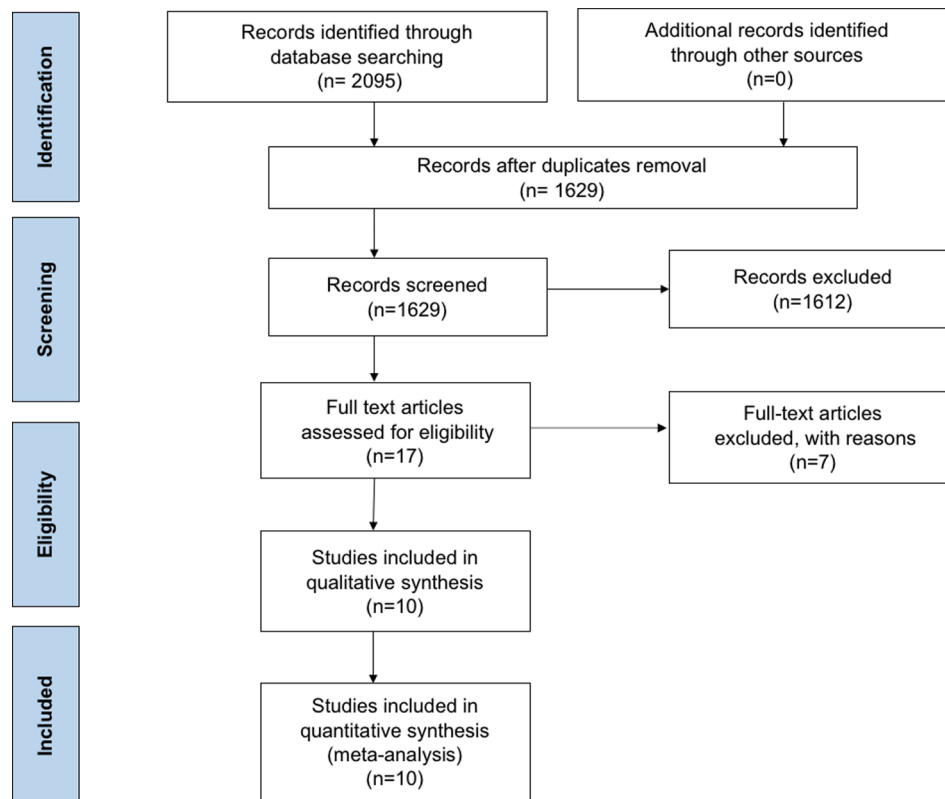 Identification
Records identified through
database searching
(n= 2095)
Additional records identified
through other sources
(n=0)
Records after duplicates removal
(n= 1629)
Screening
Records screened
(n=1629)
Records excluded
(n=1612)
Eligibility
Full text articles
assessed for eligibility
(n=17)
Full-text articles
excluded, with reasons
(n=7)
Studies included in
qualitative synthesis
(n=10)
Included
Studies included in
quantitative synthesis
(meta-analysis)
(n=10)